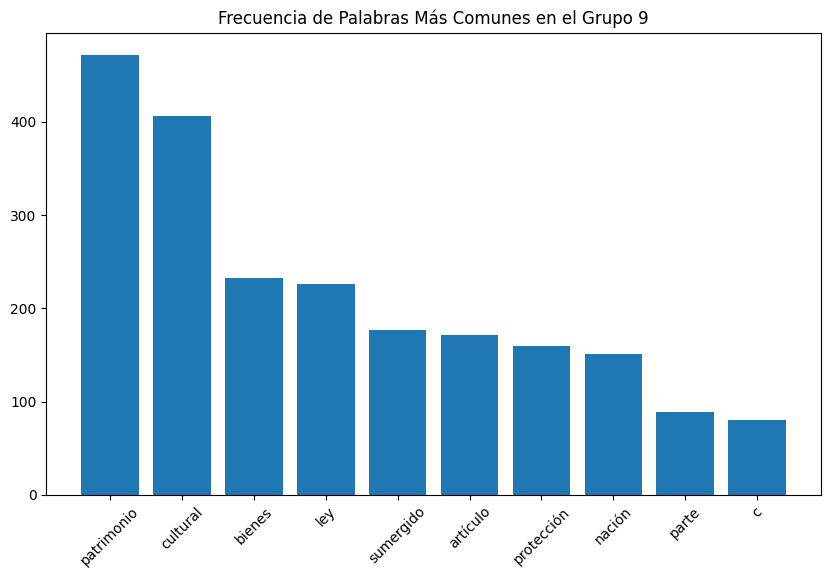 Frecuencia de Palabras Más Comunes en el Grupo 9
400
300
200
100
0
patrimonio
cultural
bienes
ley
sumergido
artículo
protección
nación
parte
c